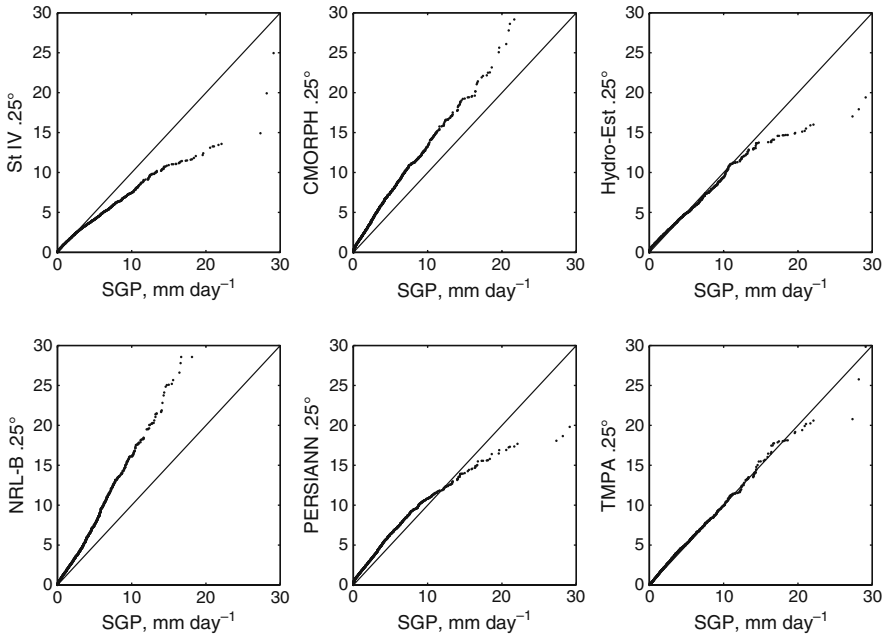 30
25
20
15
10
5
0
St IV .25°
0 10 20 30
SGP, mm day⁻¹
30
25
20
15
10
5
0
CMORPH .25°
0 10 20 30
SGP, mm day⁻¹
30
25
20
15
10
5
0
Hydro-Est .25°
0 10 20 30
SGP, mm day⁻¹
30
25
20
15
10
5
0
NRL-B .25°
0 10 20 30
SGP, mm day⁻¹
30
25
20
15
10
5
0
PERSIANN .25°
0 10 20 30
SGP, mm day⁻¹
30
25
20
15
10
5
0
TMPA .25°
0 10 20 30
SGP, mm day⁻¹